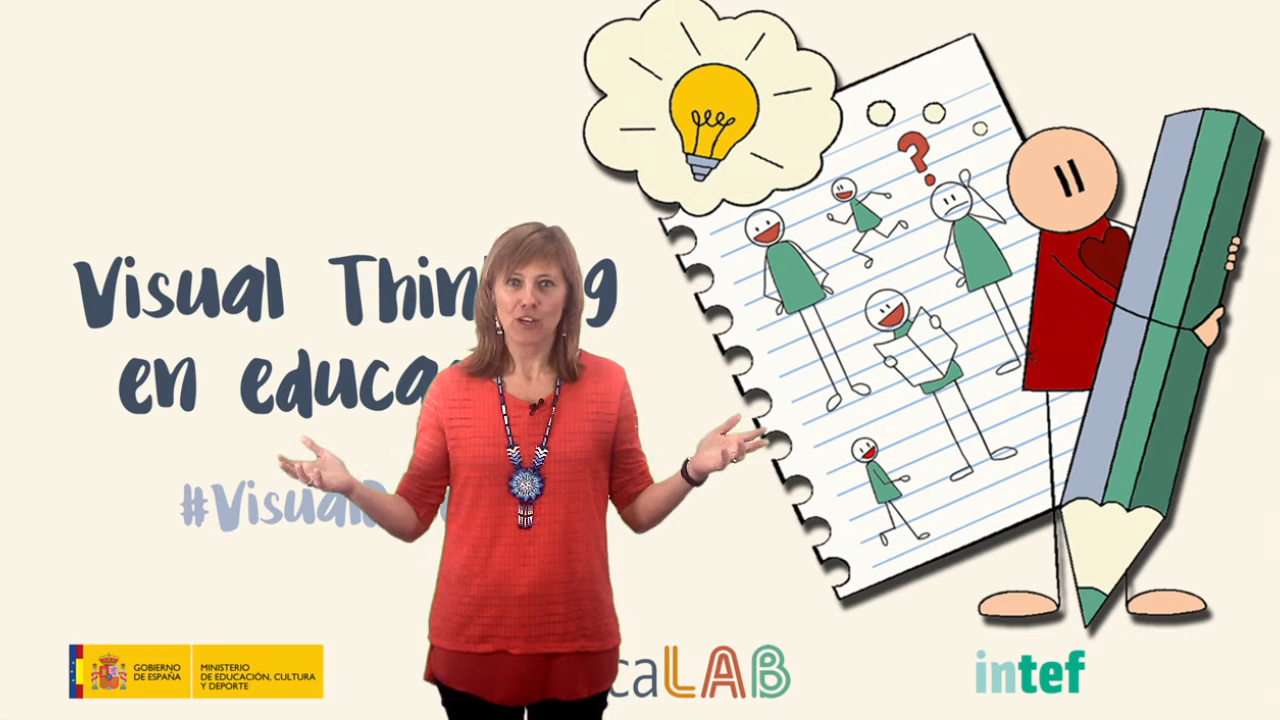 Visual Thin g
en educa
#Visual
?
GOBIERNO
DE ESPAÑA
MINISTERIO
DE EDUCACIÓN, CULTURA
Y DEPORTE
caLAB
intef